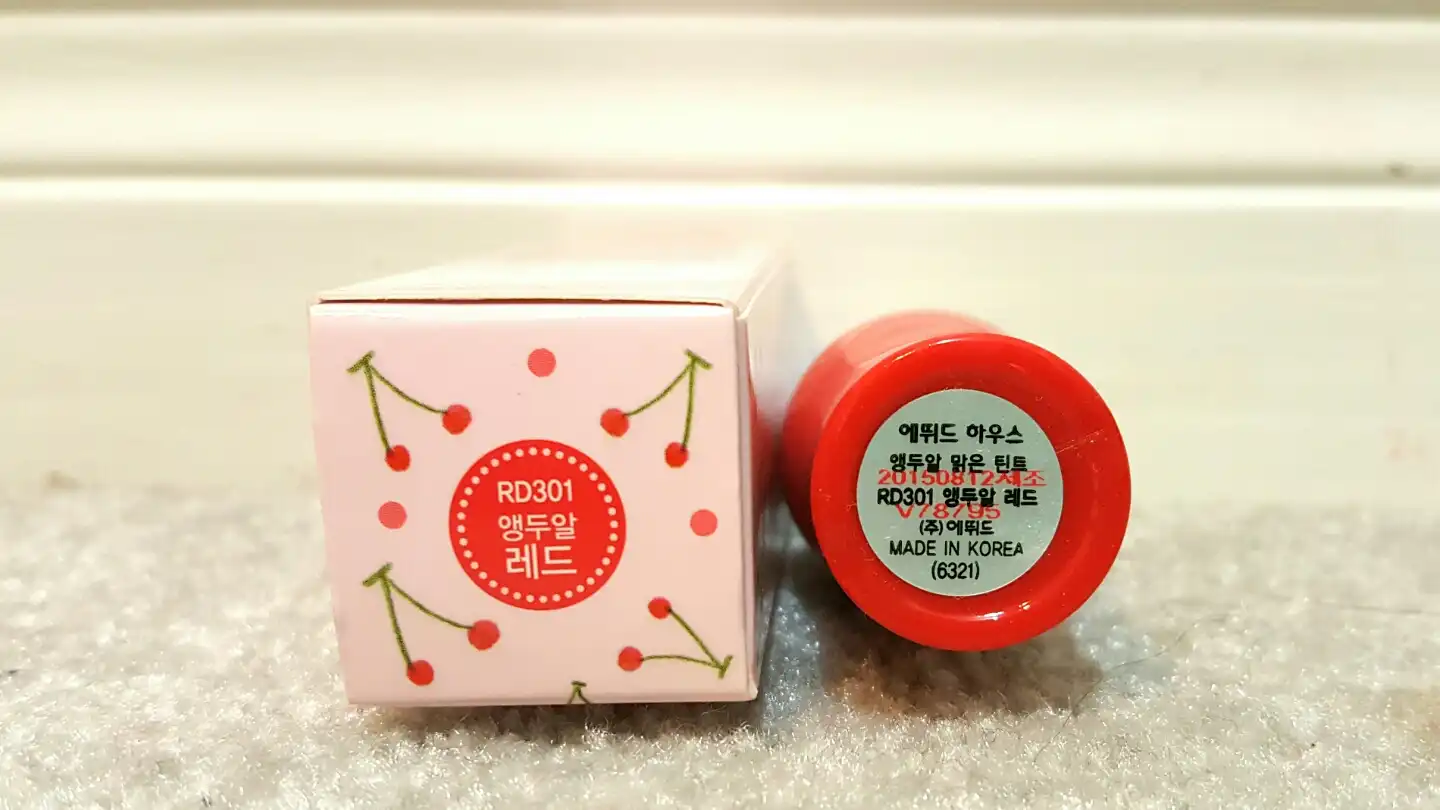 RD301
앵두알
레드
에뛰드 하우스
앵두알 맑은 틴트
20150812제조
RD301 앵두알 레드
V78795
(주)에뛰드
MADE IN KOREA
(6321)